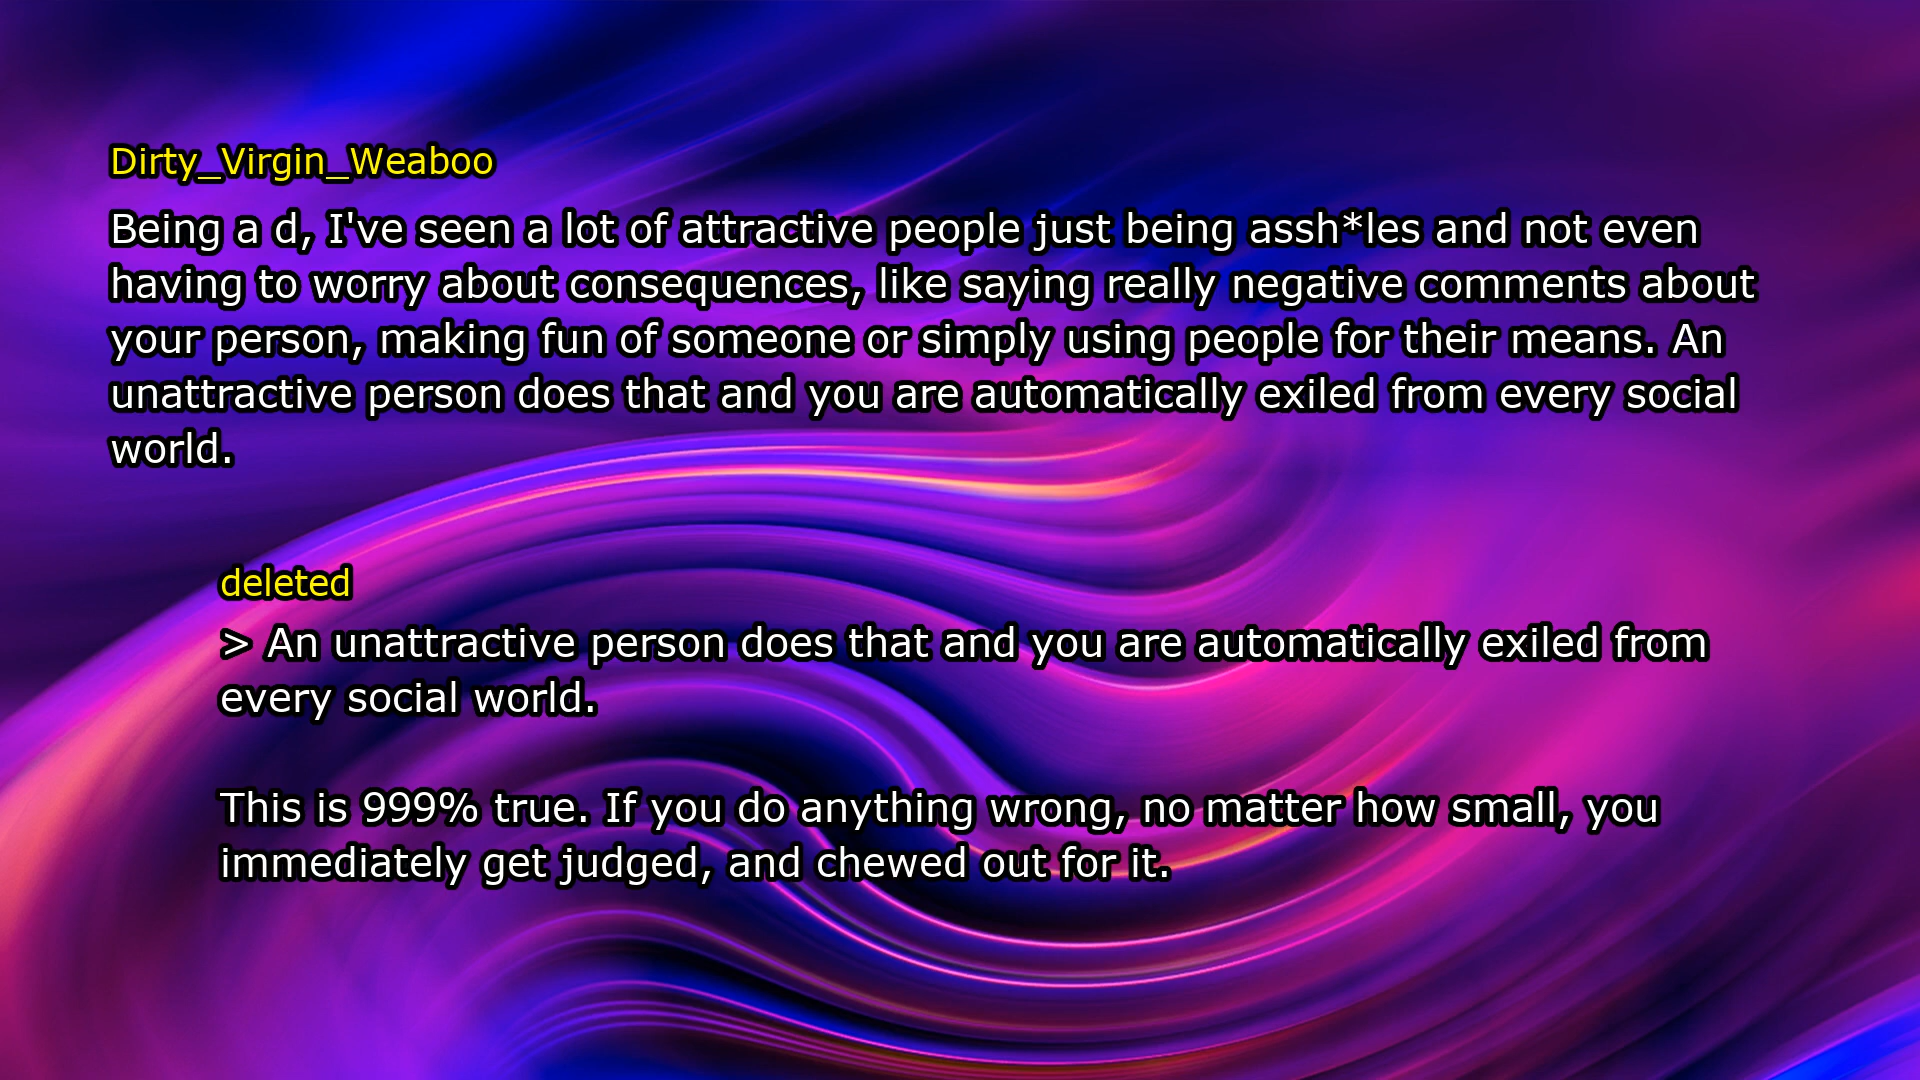 Dirty_Virgin_Weaboo
Being a d, I've seen a lot of attractive people just being assh*les and not even
having to worry about consequences, like saying really negative comments about
your person, making fun of someone or simply using people for their means. An
unattractive person does that and you are automatically exiled from every social
world.
deleted
> An unattractive person does that and you are automatically exiled from
every social world.
This is 999% true. If you do anything wrong, no matter how small, you
immediately get judged, and chewed out for it.